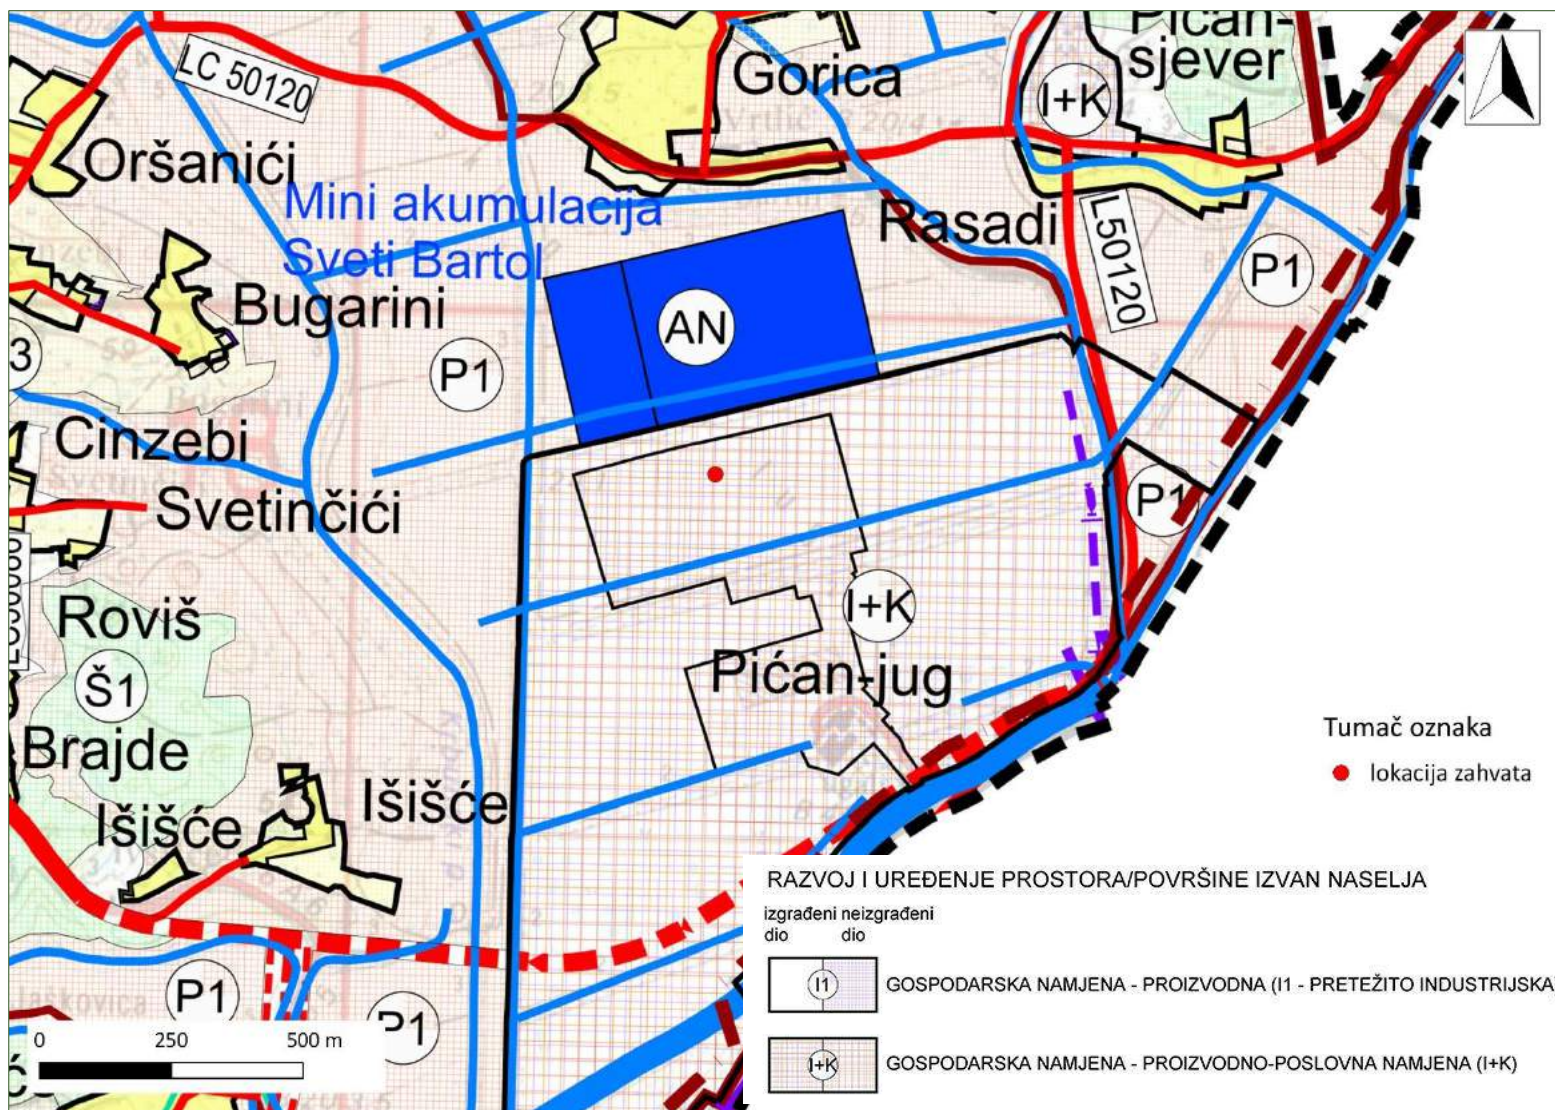 Pićan-
sjever
LC 50120
Gorica
I+K
Oršanići
Mini akumulacija
Sveti Bartol
Rasadi
L50120
P1
Bugarini
AN
P1
3
Cinzebi
Svetinčići
P1
Roviš
I+K
Š1
Pićan-jug
Brajde
Išišće
Išišće
Tumač oznaka
lokacija zahvata
P1
P1
0 250 500 m
RAZVOJ I UREĐENJE PROSTORA/POVRŠINE IZVAN NASELJA
izgrađeni neizgrađeni
dio dio
I1 GOSPODARSKA NAMJENA - PROIZVODNA (I1 - PRETEŽITO INDUSTRIJSKA)
I+K GOSPODARSKA NAMJENA - PROIZVODNO-POSLOVNA NAMJENA (I+K)